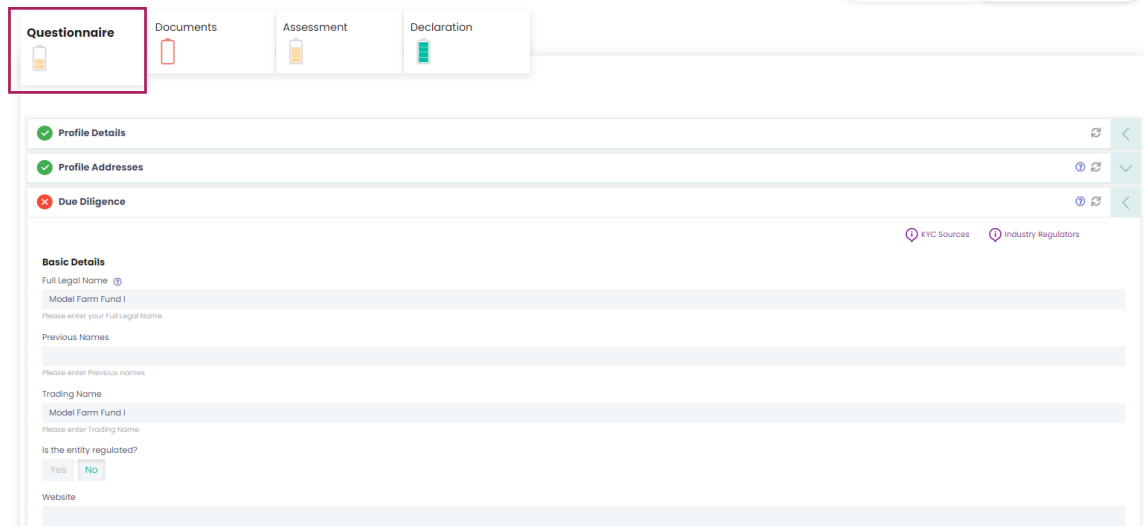 Questionnaire
Documents
Assessment
Declaration
Profile Details
Profile Addresses
Due Diligence
KYC Sources
Industry Regulators
Basic Details
Full Legal Name
Model Farm Fund I
Please enter your Full Legal Name
Previous Names
Please enter Previous names
Trading Name
Model Farm Fund I
Please enter Trading Name
Is the entity regulated?
Yes No
Website